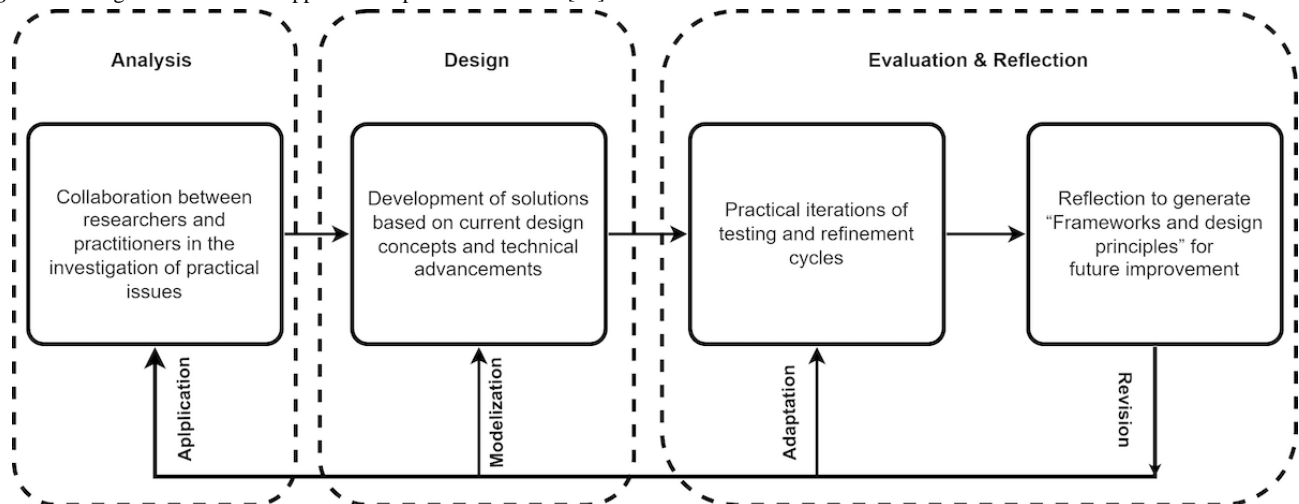 Analysis
Design
Evaluation & Reflection
Collaboration between
researchers and
practitioners in the
investigation of practical
issues
Development of solutions
based on current design
concepts and technical
advancements
Practical iterations of
testing and refinement
cycles
Reflection to generate
“Frameworks and design
principles” for
future improvement
Aplplication
Modelization
Adaptation
Revision